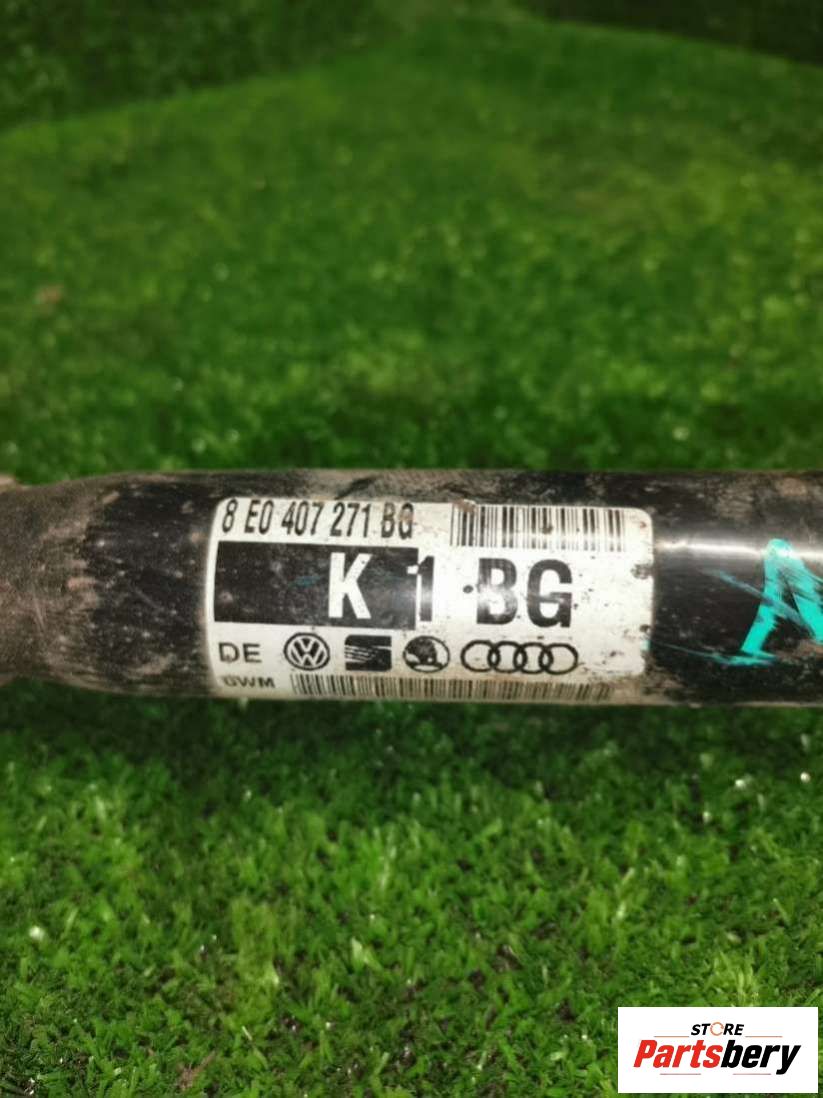 8 E0 407 271 BG
K 1 BG
DE
GWM
STORE
Partsbery